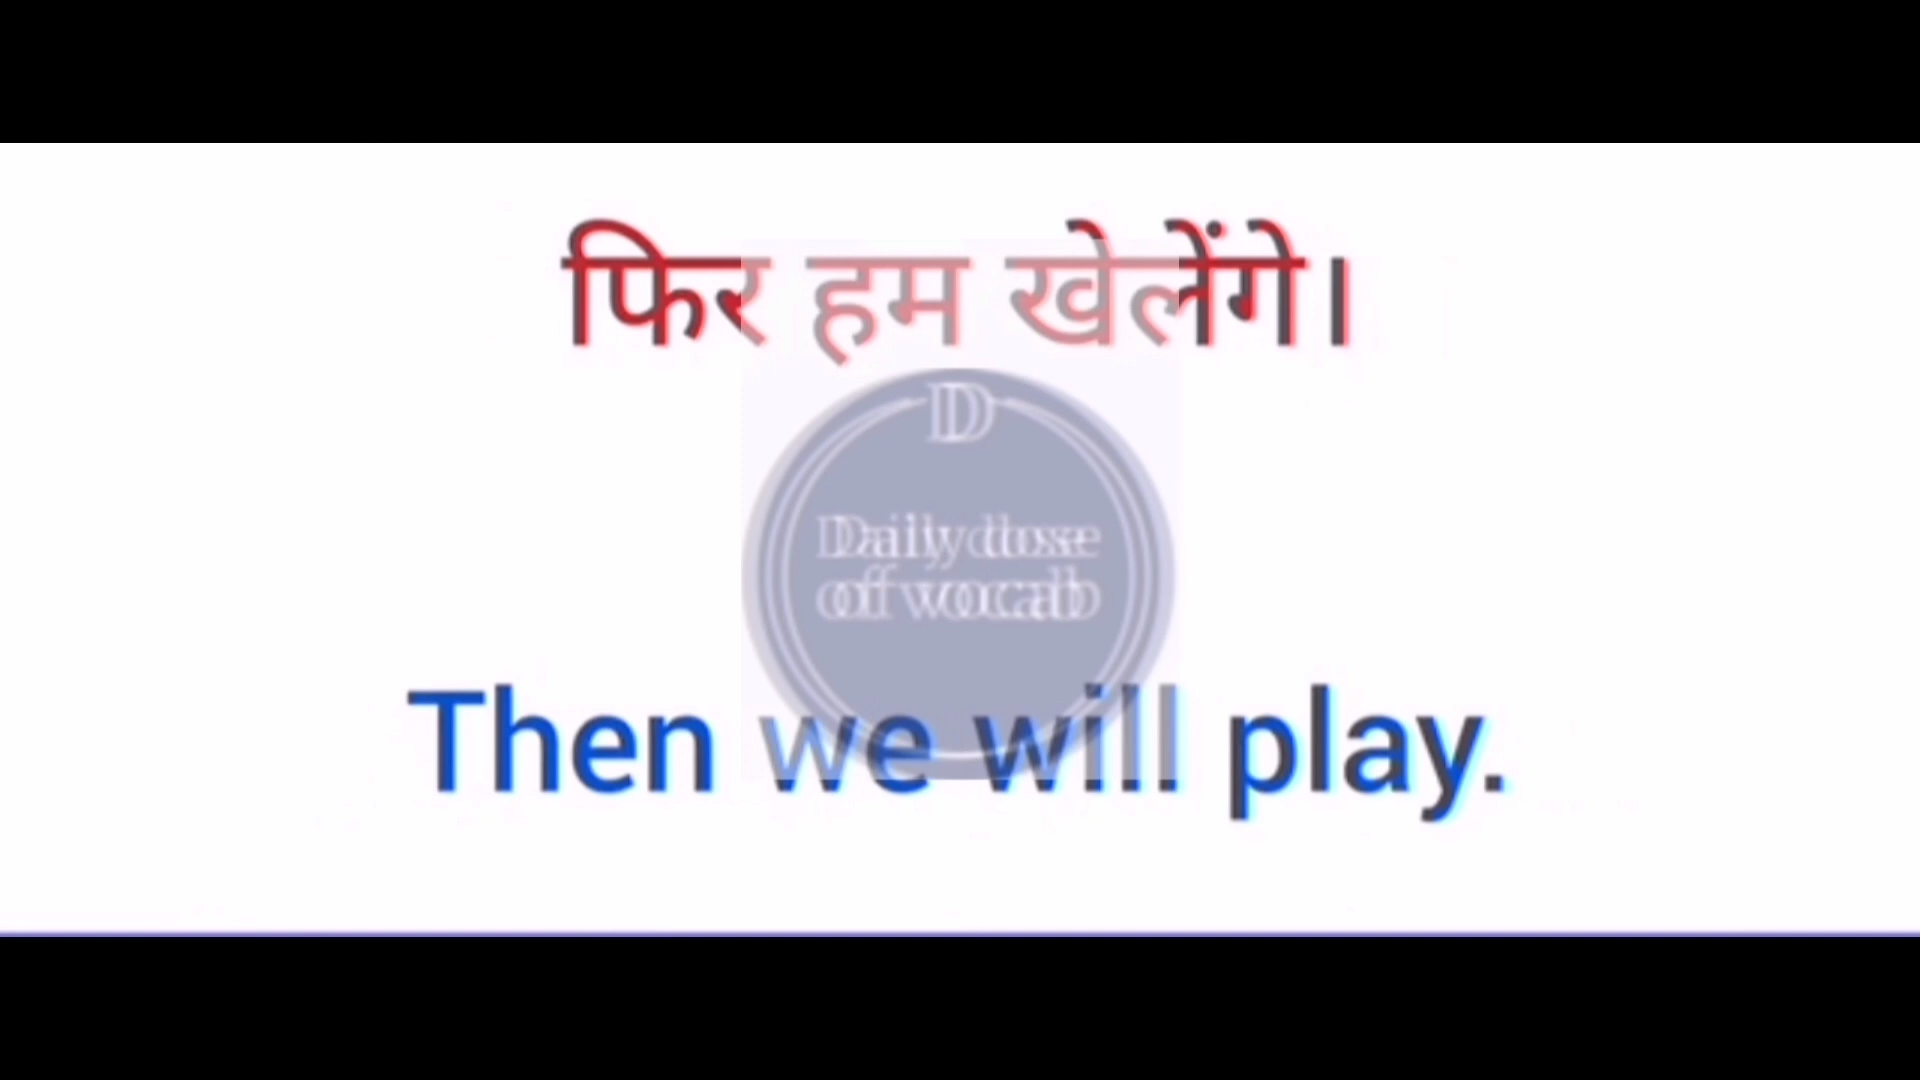 फिर हम खेलेंगे।
D
Daily dose
of vocab
Then we will play.